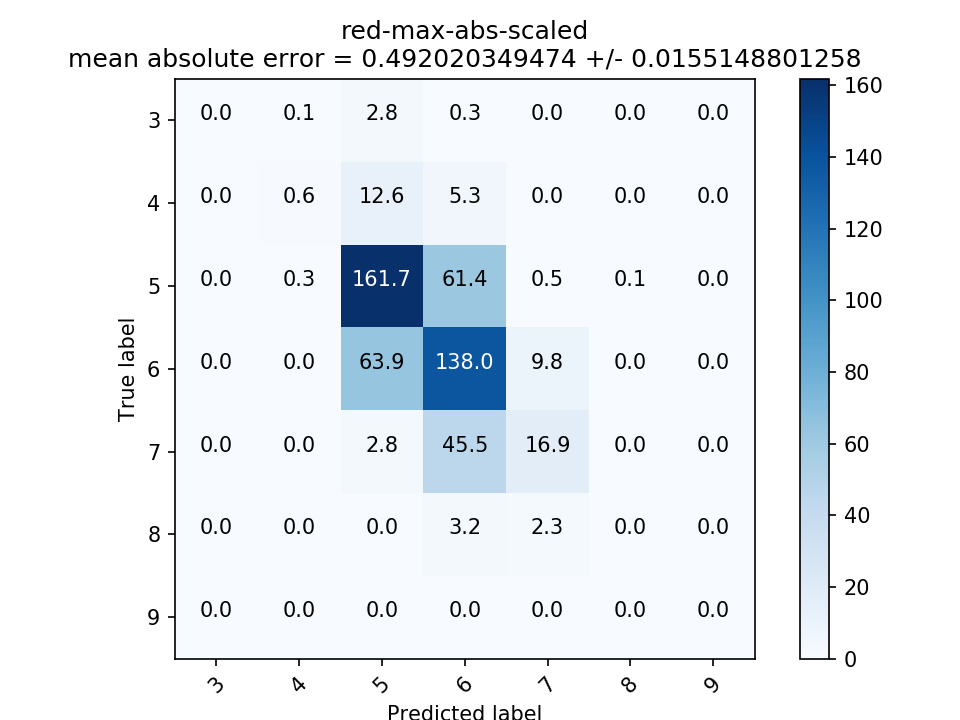 red-max-abs-scaled
mean absolute error = 0.492020349474 +/- 0.0155148801258
3 0.0 0.1 2.8 0.3 0.0 0.0 0.0
4 0.0 0.6 12.6 5.3 0.0 0.0 0.0
5 0.0 0.3 161.7 61.4 0.5 0.1 0.0
6 0.0 0.0 63.9 138.0 9.8 0.0 0.0
7 0.0 0.0 2.8 45.5 16.9 0.0 0.0
8 0.0 0.0 0.0 3.2 2.3 0.0 0.0
9 0.0 0.0 0.0 0.0 0.0 0.0 0.0
3 4 5 6 7 8 9
True label
Predicted label
160
140
120
100
80
60
40
20
0